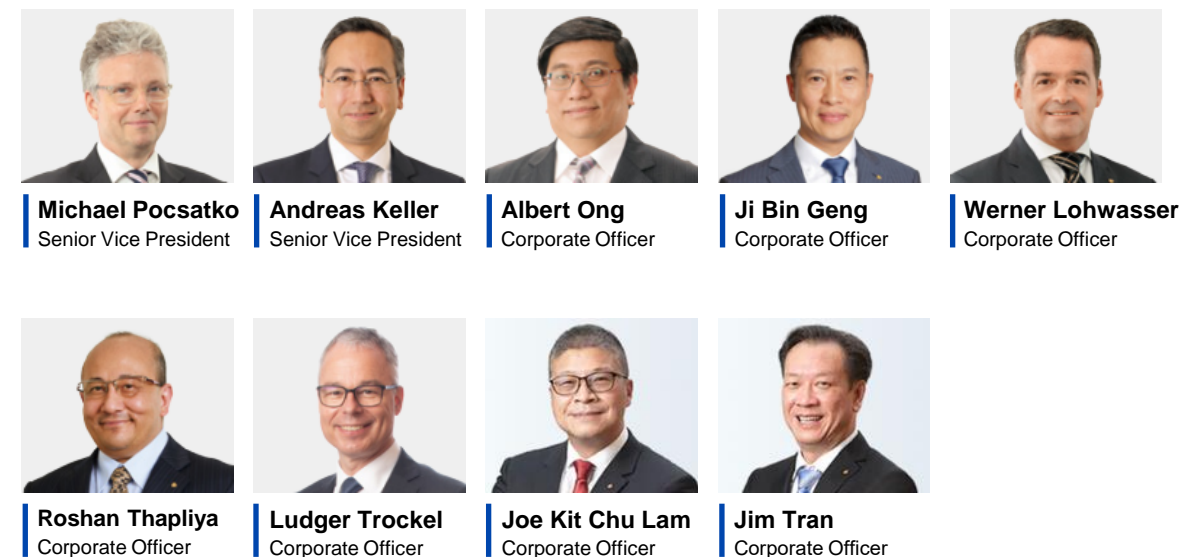 Michael Pocsatko
Senior Vice President
Andreas Keller
Senior Vice President
Albert Ong
Corporate Officer
Ji Bin Geng
Corporate Officer
Werner Lohwasser
Corporate Officer
Roshan Thapliya
Corporate Officer
Ludger Trockel
Corporate Officer
Joe Kit Chu Lam
Corporate Officer
Jim Tran
Corporate Officer